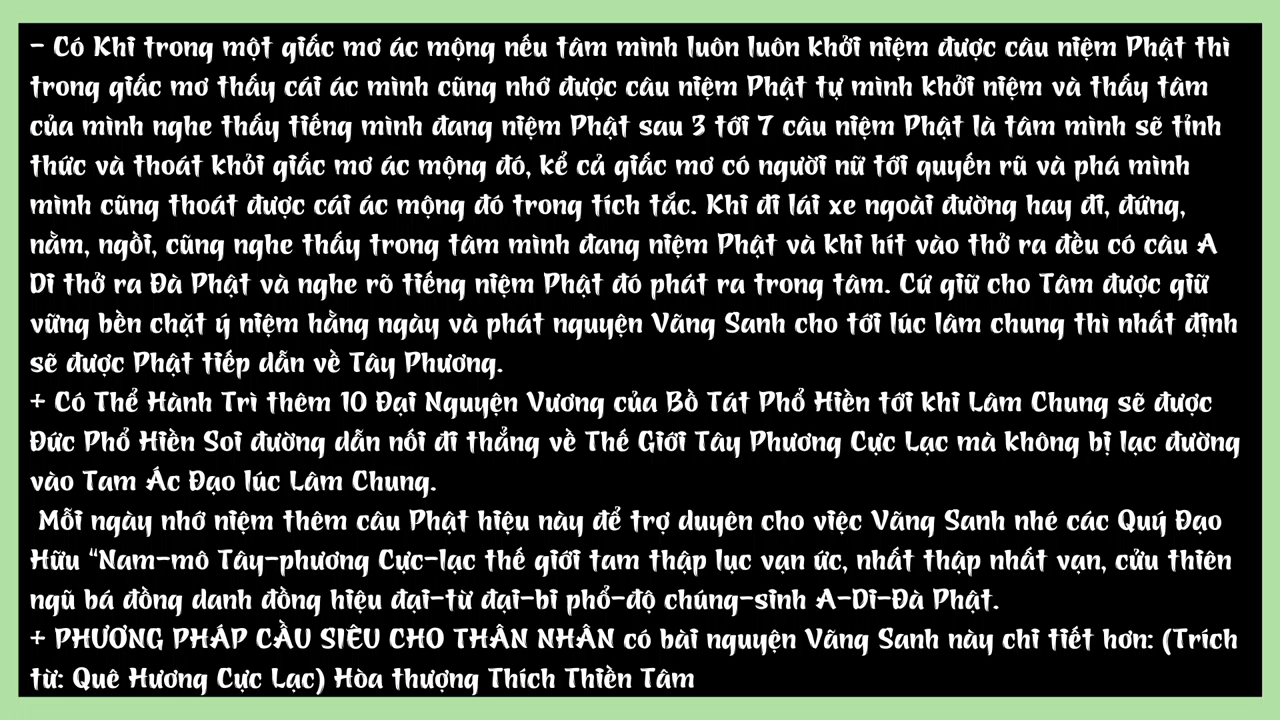 - Có Khi trong một giấc mơ ác mộng nếu tâm mình luôn luôn khởi niệm được câu niệm Phật thì
trong giấc mơ thấy cái ác mình cũng nhớ được câu niệm Phật tự mình khởi niệm và thấy tâm
của mình nghe thấy tiếng mình đang niệm Phật sau 3 tới 7 câu niệm Phật là tâm mình sẽ tỉnh
thức và thoát khỏi giấc mơ ác mộng đó, kể cả giấc mơ có người nữ tới quyến rũ và phá mình
mình cũng thoát được cái ác mộng đó trong tích tắc. Khi đi lái xe ngoài đường hay đi, đứng,
nằm, ngồi, cũng nghe thấy trong tâm mình đang niệm Phật và khi hít vào thở ra đều có câu A
Di thở ra Đà Phật và nghe rõ tiếng niệm Phật đó phát ra trong tâm. Cứ giữ cho Tâm được giữ
vững bền chặt ý niệm hằng ngày và phát nguyện Vãng Sanh cho tới lúc lâm chung thì nhất định
sẽ được Phật tiếp dẫn về Tây Phương.
+ Có Thể Hành Trì thêm 10 Đại Nguyện Vương của Bồ Tát Phổ Hiền tới khi Lâm Chung sẽ được
Đức Phổ Hiền Soi đường dẫn nối đi thẳng về Thế Giới Tây Phương Cực Lạc mà không bị lạc đường
vào Tam Ác Đạo lúc Lâm Chung.
Mỗi ngày nhớ niệm thêm câu Phật hiệu này để trợ duyên cho việc Vãng Sanh nhé các Quý Đạo
Hữu “Nam-mô Tây-phương Cực-lạc thế giới tam thập lục vạn ức, nhất thập nhất vạn, cửu thiên
ngũ bá đồng danh đồng hiệu đại-từ đại-bi phổ-độ chúng-sinh A-Di-Đà Phật.
+ PHƯƠNG PHÁP CẦU SIÊU CHO THÂN NHÂN có bài nguyện Vãng Sanh này chi tiết hơn: (Trích
từ: Quê Hương Cực Lạc) Hòa thượng Thích Thiền Tâm